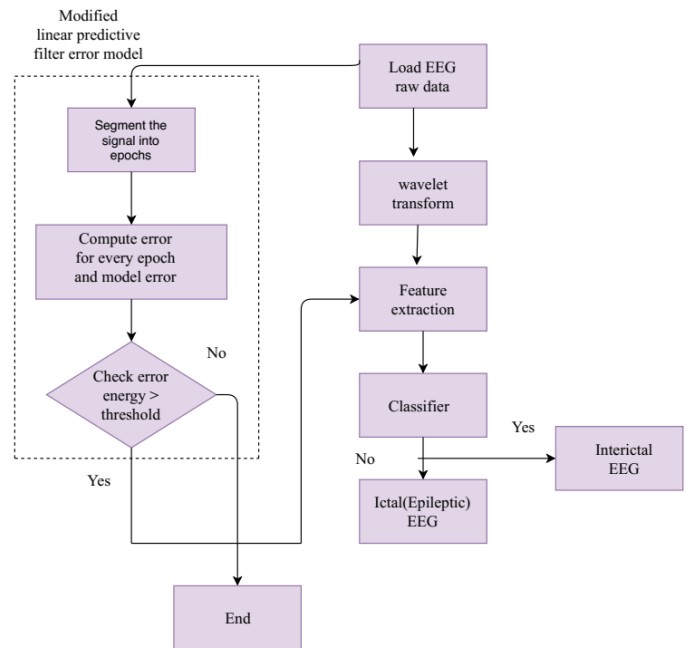 Modified
linear predictive
filter error model
Load EEG
raw data
Segment the
signal into
epochs
wavelet
transform
Compute error
for every epoch
and model error
Feature
extraction
No
Check error
energy >
threshold
Classifier
Yes
No
Interictal
EEG
Yes
Ictal(Epileptic)
EEG
End